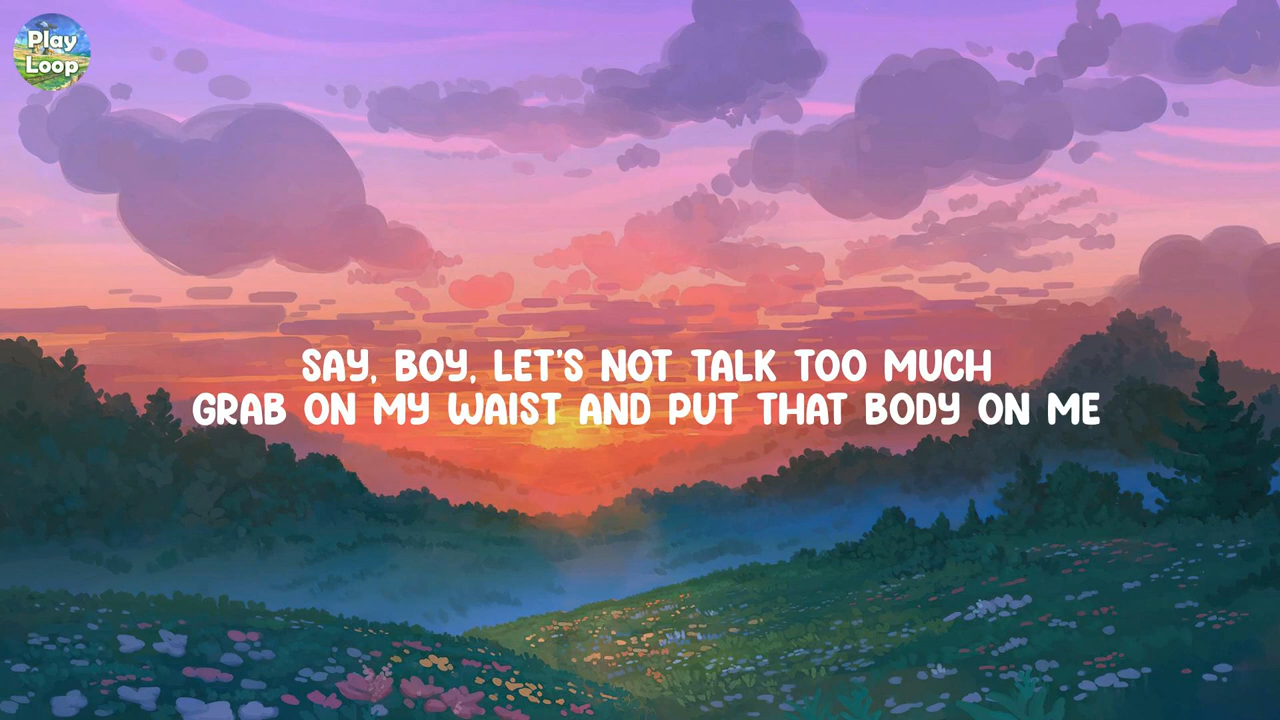 Play
Loop
SAY, BOY, LET'S NOT TALK TOO MUCH
GRAB ON MY WAIST AND PUT THAT BODY ON ME